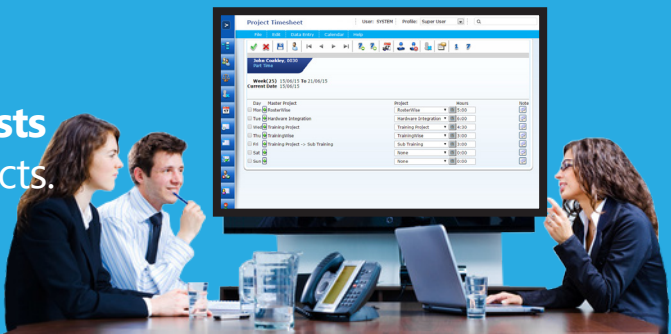 sts
cts.
Project Timesheet User: SYSTEM Profile: Super User
File Edit Data Entry Calendar Help
John Coakley, 0030
Part Time
Week(25) 15/06/15 To 21/06/15
Current Date 15/06/15
Day Master Project Project Hours Note
Mon RosterWise RosterWise 5:00
Tue Hardware Integration Hardware Integration 6:00
Wed Training Project Training Project 4:30
Thu TrainingWise TrainingWise 3:00
Fri Training Project -> Sub Training Sub Training 3:00
Sat None 0:00
Sun None 0:00